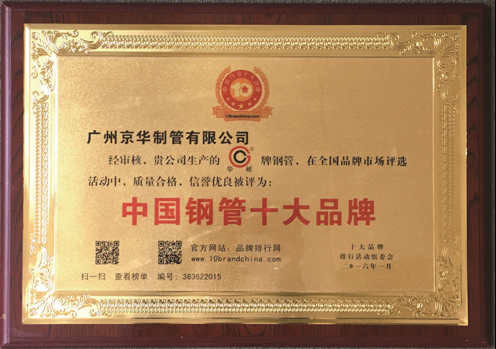 10
10brandchina.com
广州京华制管有限公司
经审核，贵公司生产的 华岐 ® 牌钢管，在全国品牌市场评选
活动中，质量合格，信誉优良被评为：
中国钢管十大品牌
官方网站：品牌排行网
www.10brandchina.com
扫一扫 查看榜单 编号：363622015
十大品牌
排行活动组委会
二〇一六年一月